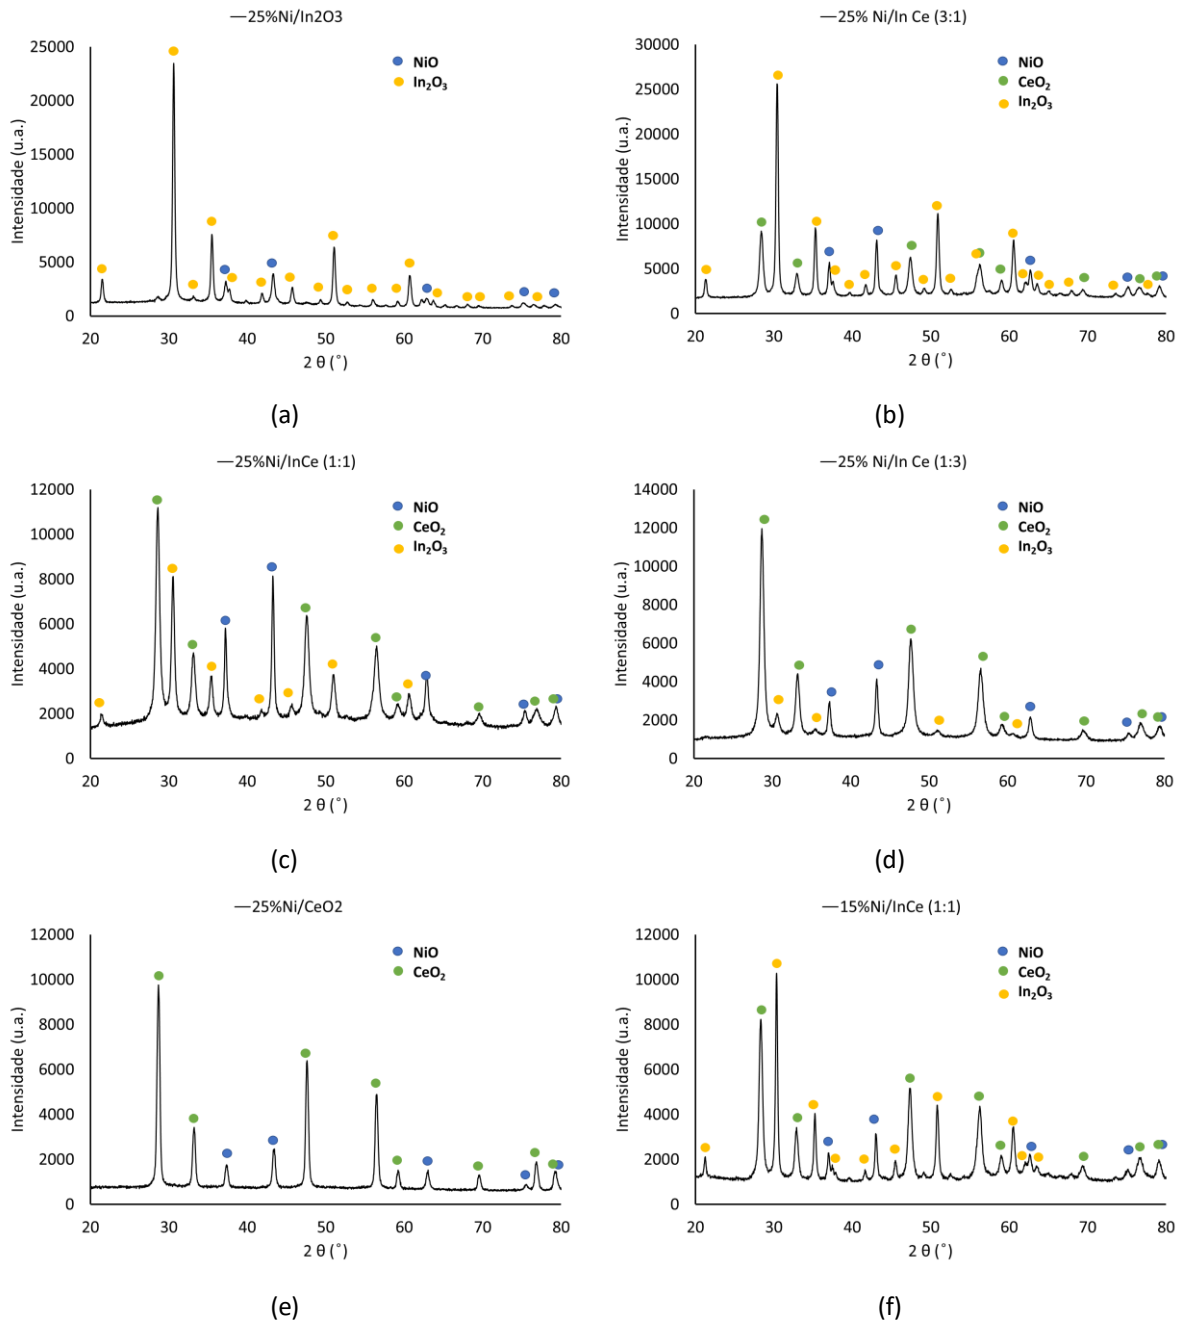 —25%Ni/In2O3
25000
20000
15000
10000
5000
0
Intensidade (u.a.)
NiO
In₂O₃
20 30 40 50 60 70 80
2 θ (˚)
(a)
—25% Ni/In Ce (3:1)
30000
25000
20000
15000
10000
5000
0
Intensidade (u.a.)
NiO
CeO₂
In₂O₃
20 30 40 50 60 70 80
2 θ (˚)
(b)
—25%Ni/InCe (1:1)
12000
10000
8000
6000
4000
2000
0
Intensidade (u.a.)
NiO
CeO₂
In₂O₃
20 30 40 50 60 70 80
2 θ (˚)
(c)
—25% Ni/In Ce (1:3)
14000
12000
10000
8000
6000
4000
2000
0
Intensidade (u.a.)
NiO
CeO₂
In₂O₃
20 30 40 50 60 70 80
2 θ (˚)
(d)
—25%Ni/CeO2
12000
10000
8000
6000
4000
2000
0
Intensidade (u.a.)
NiO
CeO₂
20 30 40 50 60 70 80
2 θ (˚)
(e)
—15%Ni/InCe (1:1)
12000
10000
8000
6000
4000
2000
0
Intensidade (u.a.)
NiO
CeO₂
In₂O₃
20 30 40 50 60 70 80
2 θ (˚)
(f)